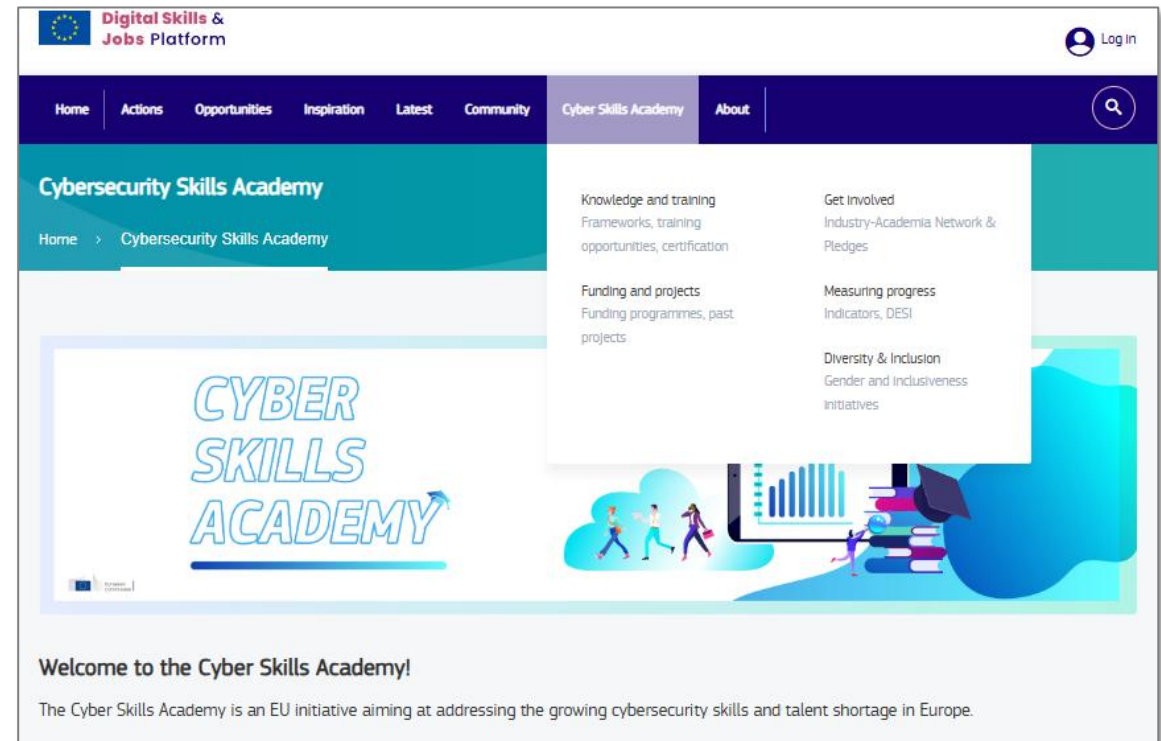 Digital Skills &
Jobs Platform
Log in
Home
Actions
Opportunities
Inspiration
Latest
Community
Cyber Skills Academy
About
Cybersecurity Skills Academy
Home > Cybersecurity Skills Academy
Knowledge and training
Frameworks, training
opportunities, certification
Funding and projects
Funding programmes, past
projects
Get Involved
Industry-Academia Network &
Pledges
Measuring progress
Indicators, DESI
Diversity & Inclusion
Gender and inclusiveness
initiatives
CYBER
SKILLS
ACADEMY
European
Commission
Welcome to the Cyber Skills Academy!
The Cyber Skills Academy is an EU initiative aiming at addressing the growing cybersecurity skills and talent shortage in Europe.